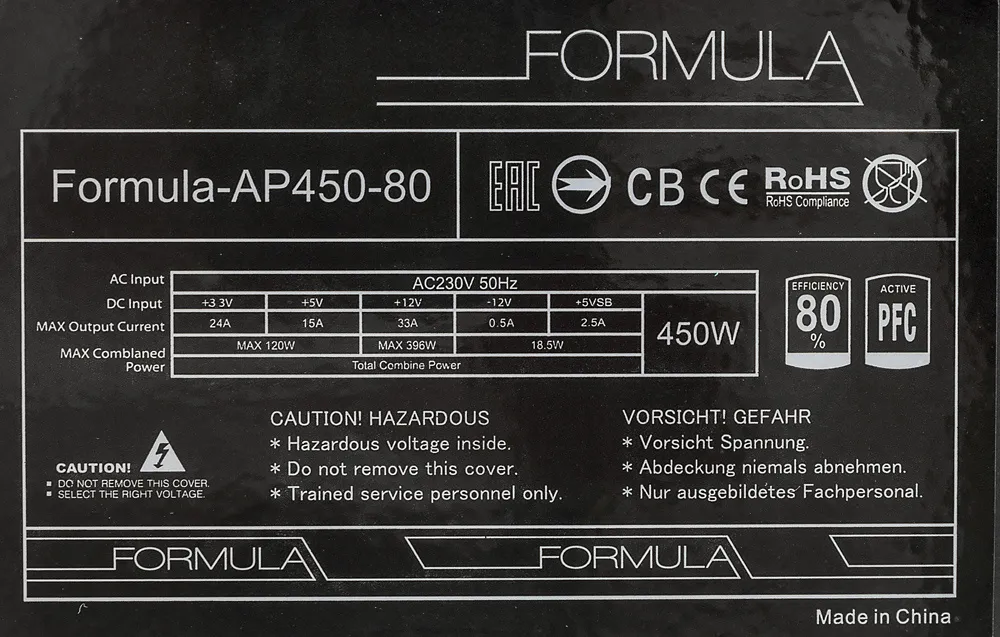 FORMULA
Formula-AP450-80
EAC CB CE RoHS
RoHS Compliance
AC Input AC230V 50Hz
DC Input +3 3V +5V +12V -12V +5VSB
MAX Output Current 24A 15A 33A 0.5A 2.5A 450W
MAX Comblaned Power MAX 120W MAX 396W 18.5W
Total Combine Power
EFFICIENCY
80
%
ACTIVE
PFC
CAUTION!
DO NOT REMOVE THIS COVER.
SELECT THE RIGHT VOLTAGE.
CAUTION! HAZARDOUS
* Hazardous voltage inside.
* Do not remove this cover.
* Trained service personnel only.
VORSICHT! GEFAHR
* Vorsicht Spannung.
* Abdeckung niemals abnehmen.
* Nur ausgebildetes Fachpersonal.
FORMULA FORMULA
Made in China